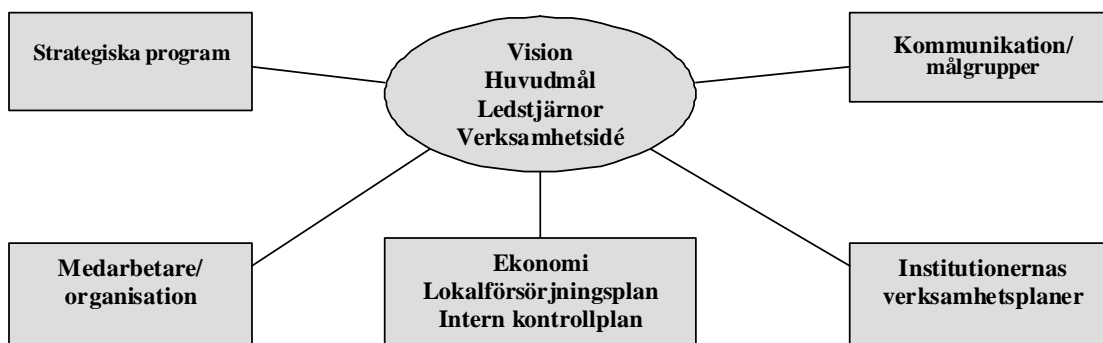 Strategiska program
Vision
Huvudmål
Ledstjärnor
Verksamhetsidé
Kommunikation/
målgrupper
Medarbetare/
organisation
Ekonomi
Lokalförsörjningsplan
Intern kontrollplan
Institutionernas
verksamhetsplaner